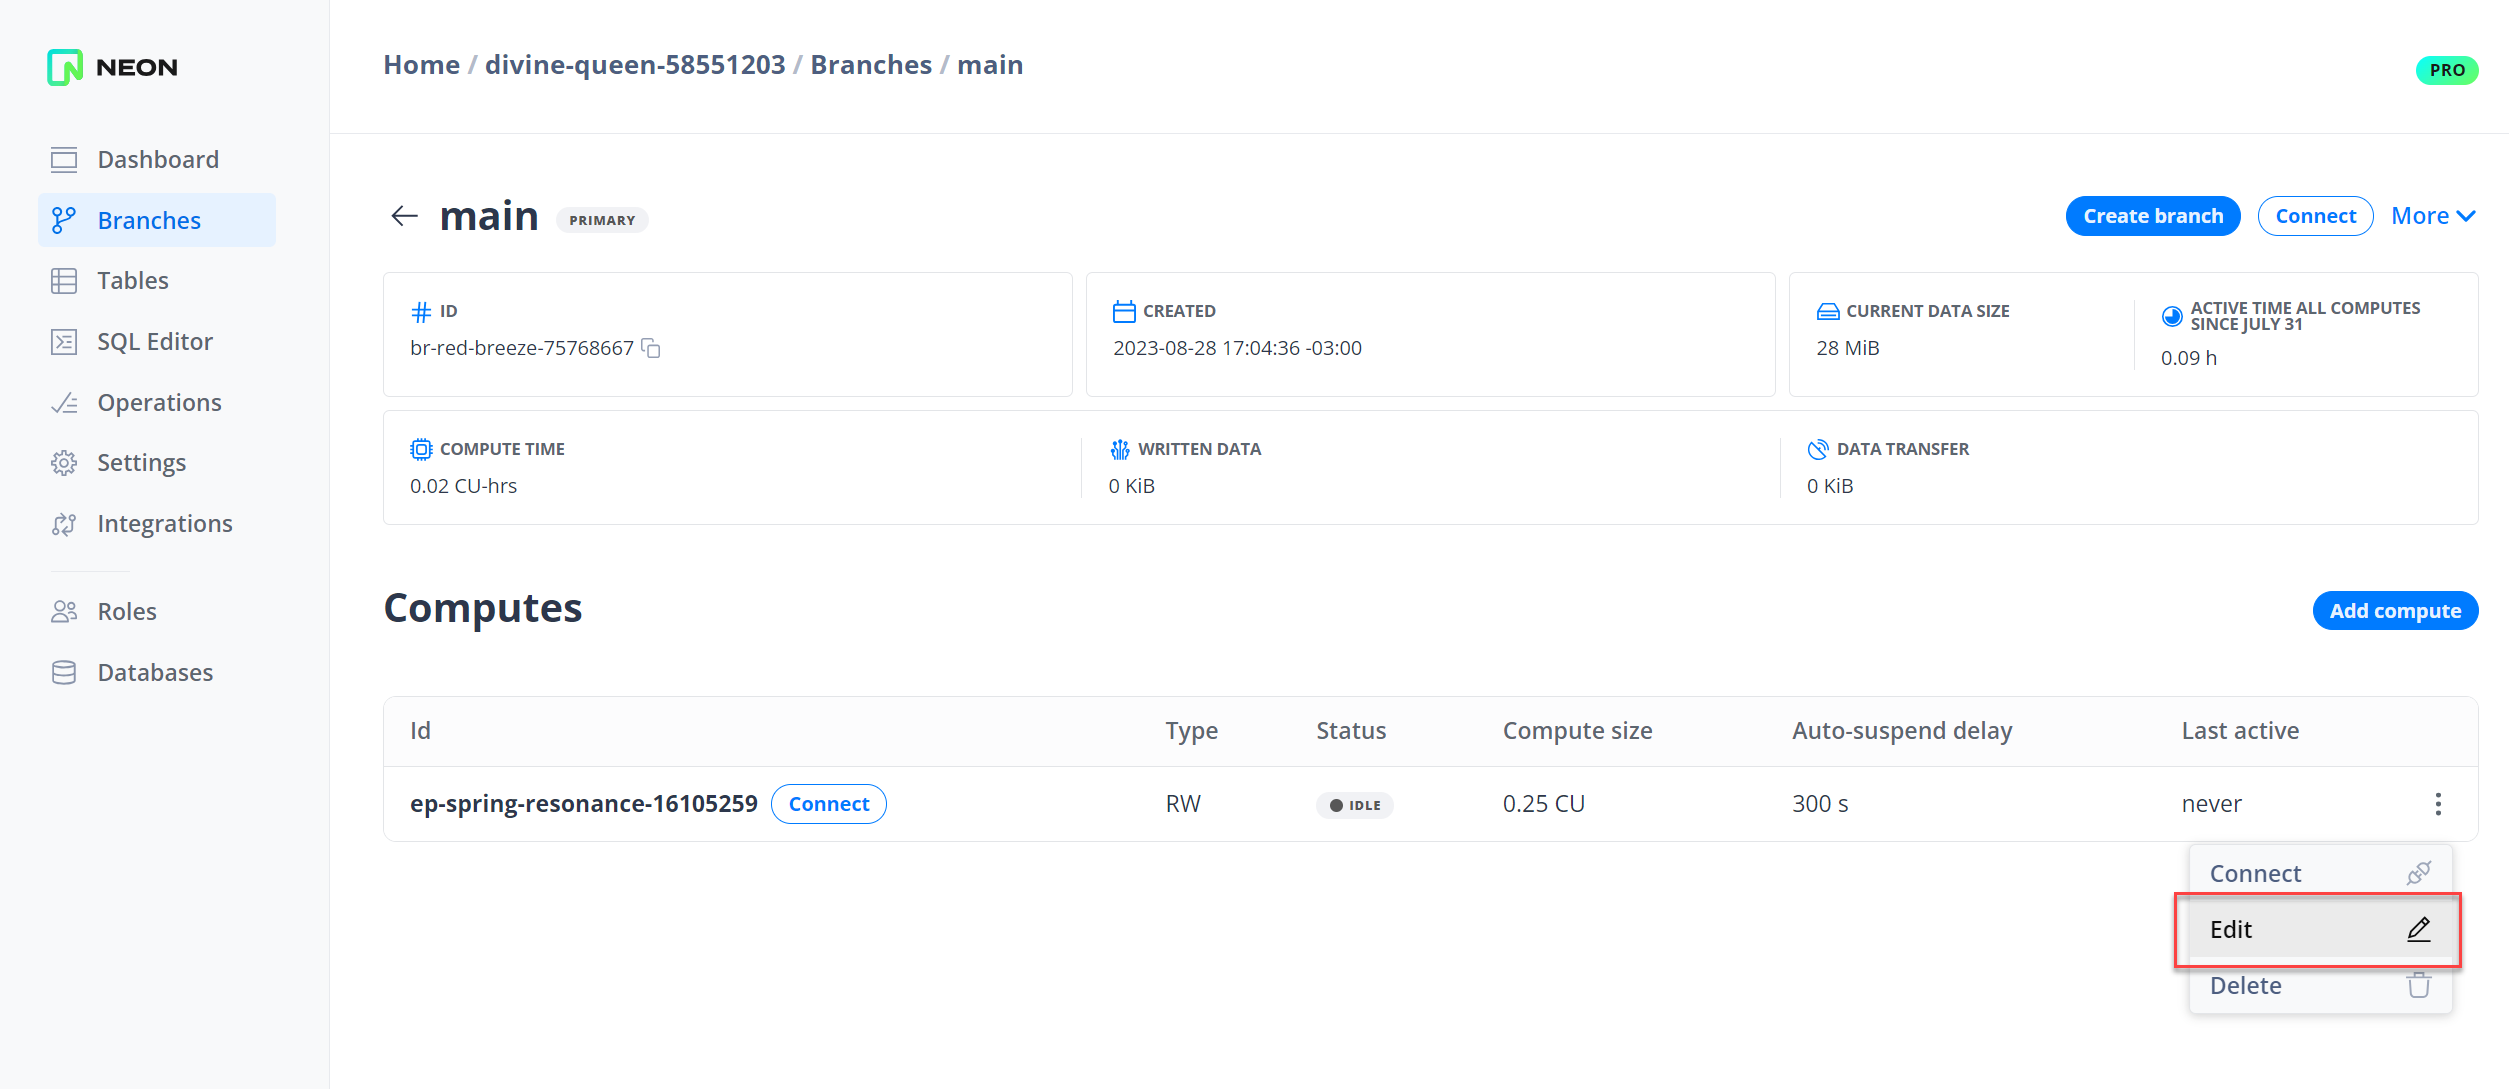 NEON
Dashboard
Branches
Tables
SQL Editor
Operations
Settings
Integrations
Roles
Databases
Home / divine-queen-58551203 / Branches / main
PRO
main PRIMARY
Create branch Connect More
ID
br-red-breeze-75768667
CREATED
2023-08-28 17:04:36 -03:00
CURRENT DATA SIZE
28 MiB
ACTIVE TIME ALL COMPUTES
SINCE JULY 31
0.09 h
COMPUTE TIME
0.02 CU-hrs
WRITTEN DATA
0 KiB
DATA TRANSFER
0 KiB
Computes
Add compute
Id Type Status Compute size Auto-suspend delay Last active
ep-spring-resonance-16105259 Connect RW IDLE 0.25 CU 300 s never
Connect
Edit
Delete